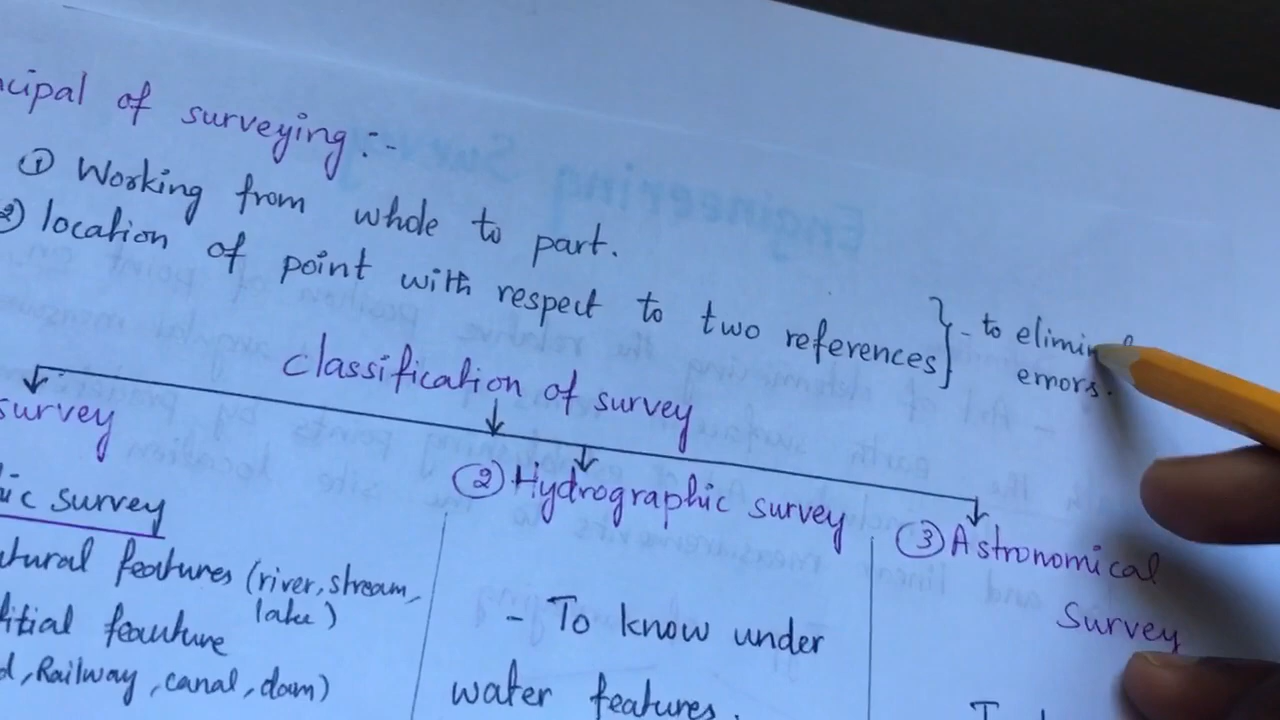 cipal of surveying:-
① Working from whole to part.
② location of point with respect to two references } - to elimin
errors.
classification of survey
survey
② Hydrographic survey
③ Astronomical
Survey
ic survey
tural features (river, stream,
lake)
fitial feauture
d, Railway, canal, dam)
- To know under
water features.